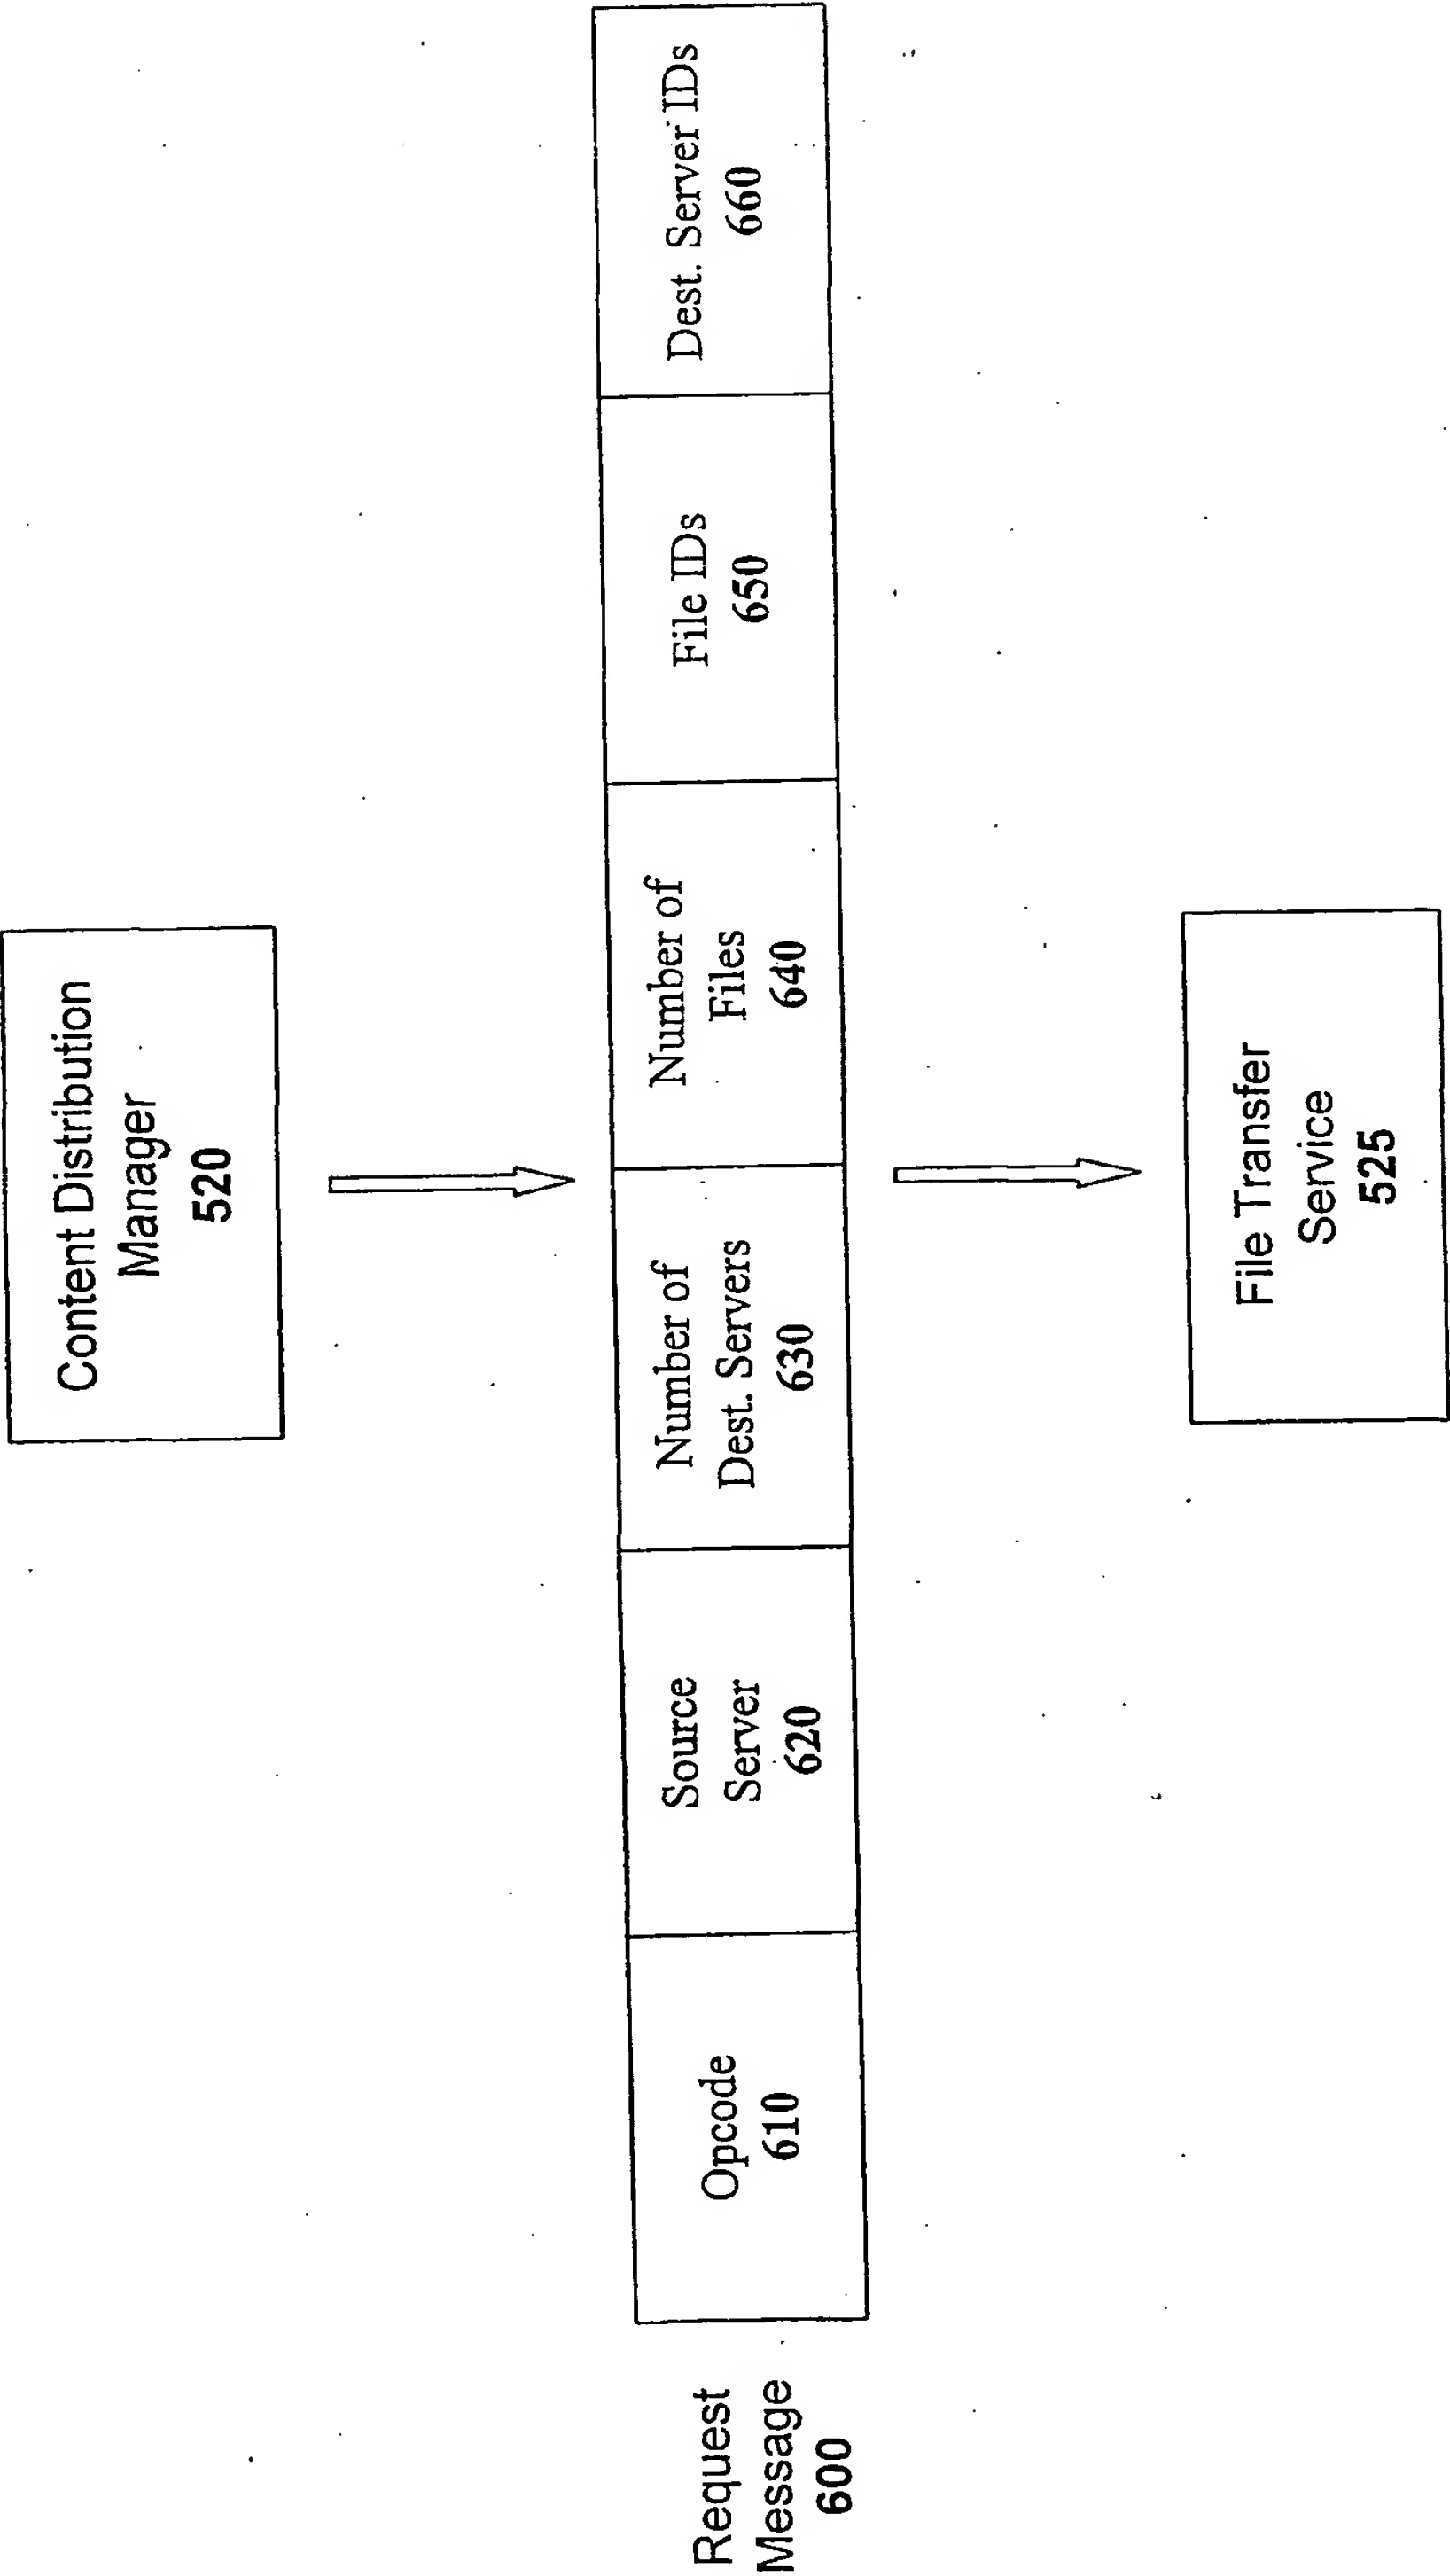 Content Distribution
Manager
520
Request
Message
600
Opcode
610
Source
Server
620
Number of
Dest. Servers
630
Number of
Files
640
File IDs
650
Dest. Server IDs
660
File Transfer
Service
525